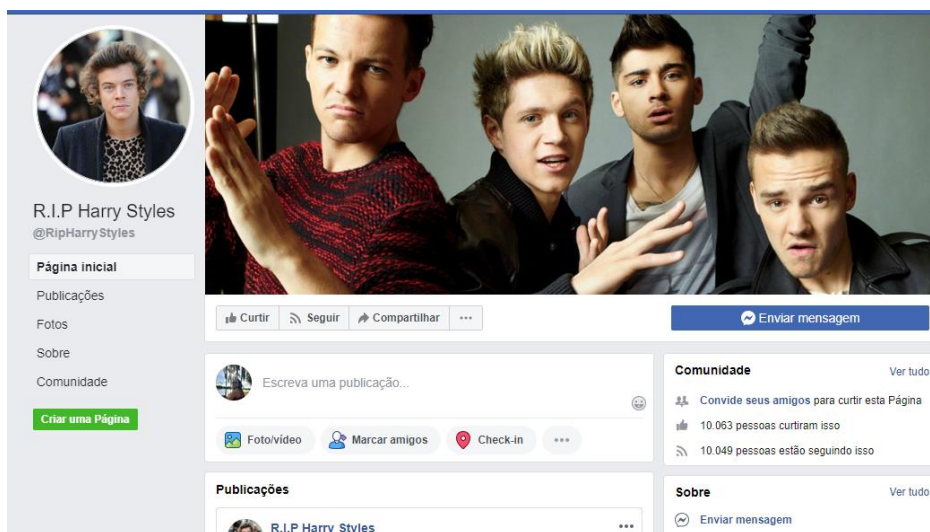 R.I.P Harry Styles
@RipHarryStyles
Página inicial
Publicações
Fotos
Sobre
Comunidade
Criar uma Página
Curtir Seguir Compartilhar
Enviar mensagem
Escreva uma publicação...
Foto/vídeo Marcar amigos Check-in
Publicações
R.I.P Harry Styles
Comunidade Ver tudo
Convide seus amigos para curtir esta Página
10.063 pessoas curtiram isso
10.049 pessoas estão seguindo isso
Sobre Ver tudo
Enviar mensagem